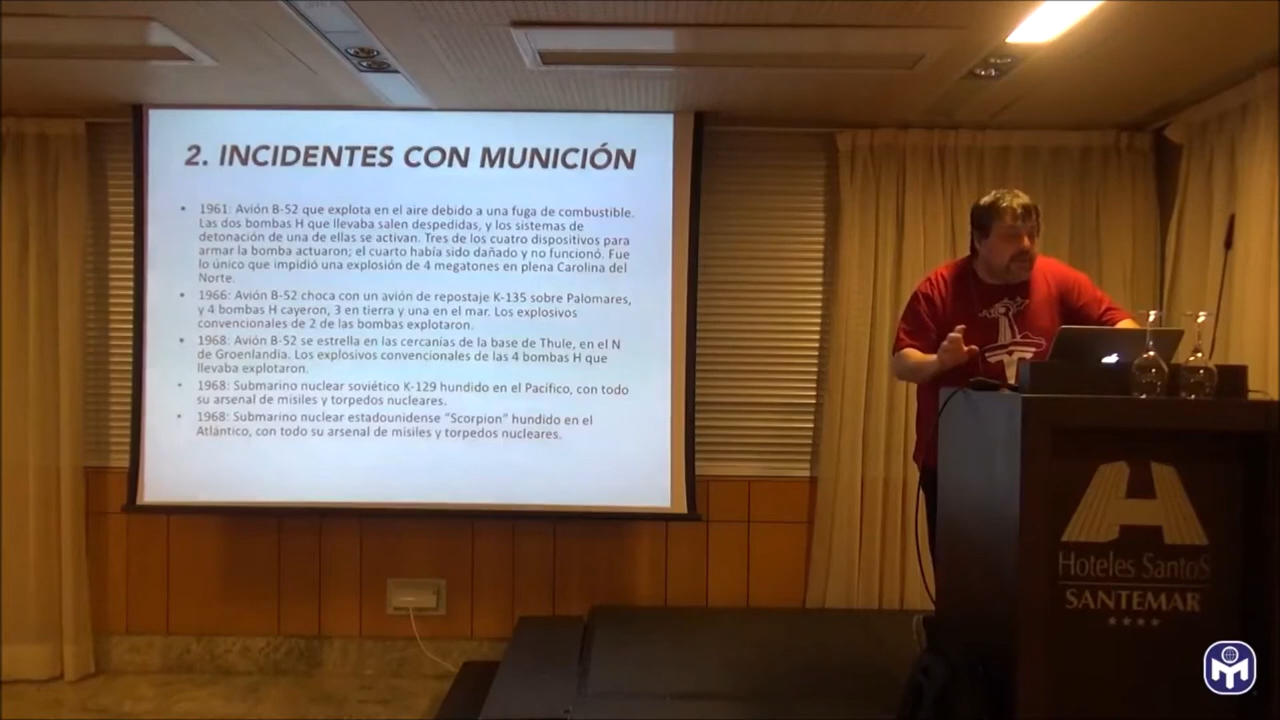 2. INCIDENTES CON MUNICIÓN
• 1961: Avión B-52 que explota en el aire debido a una fuga de combustible.
Las dos bombas H que llevaba salen despedidas, y los sistemas de
detonación de una de ellas se activan. Tres de los cuatro dispositivos para
armar la bomba actuaron; el cuarto había sido dañado y no funcionó. Fue
lo único que impidió una explosión de 4 megatones en plena Carolina del
Norte.
• 1966: Avión B-52 choca con un avión de repostaje K-135 sobre Palomares,
y 4 bombas H cayeron, 3 en tierra y una en el mar. Los explosivos
convencionales de 2 de las bombas explotaron.
• 1968: Avión B-52 se estrella en las cercanías de la base de Thule, en el N
de Groenlandia. Los explosivos convencionales de las 4 bombas H que
llevaba explotaron.
• 1968: Submarino nuclear soviético K-129 hundido en el Pacífico, con todo
su arsenal de misiles y torpedos nucleares.
• 1968: Submarino nuclear estadounidense “Scorpion” hundido en el
Atlántico, con todo su arsenal de misiles y torpedos nucleares.
H
Hoteles Santos
SANTEMAR
★★★★
M